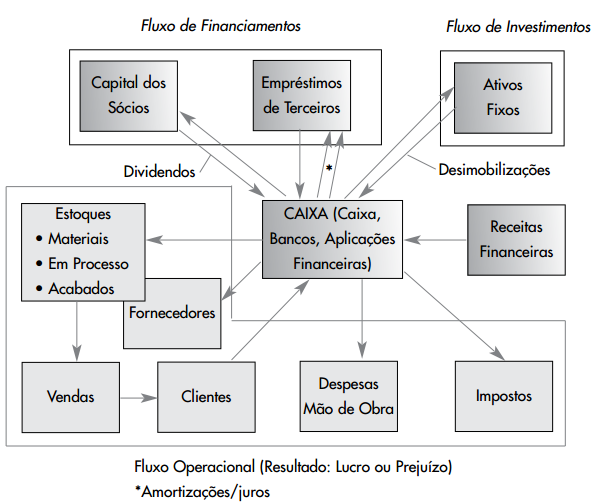 Fluxo de Financiamentos
Fluxo de Investimentos
Capital dos
Sócios
Empréstimos
de Terceiros
Ativos
Fixos
*
Dividendos
Desimobilizações
Estoques
• Materiais
• Em Processo
• Acabados
CAIXA (Caixa,
Bancos, Aplicações
Financeiras)
Receitas
Financeiras
Fornecedores
Vendas
Clientes
Despesas
Mão de Obra
Impostos
Fluxo Operacional (Resultado: Lucro ou Prejuízo)
*Amortizações/juros